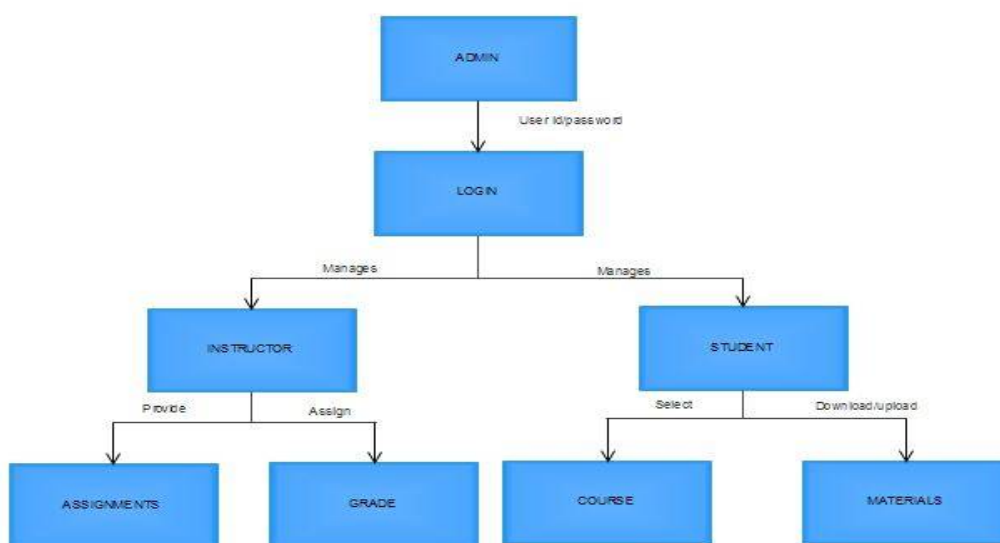 ADMIN
User Id/password
LOGIN
Manages
Manages
INSTRUCTOR
STUDENT
Provide
Assign
Select
Download/upload
ASSIGNMENTS
GRADE
COURSE
MATERIALS